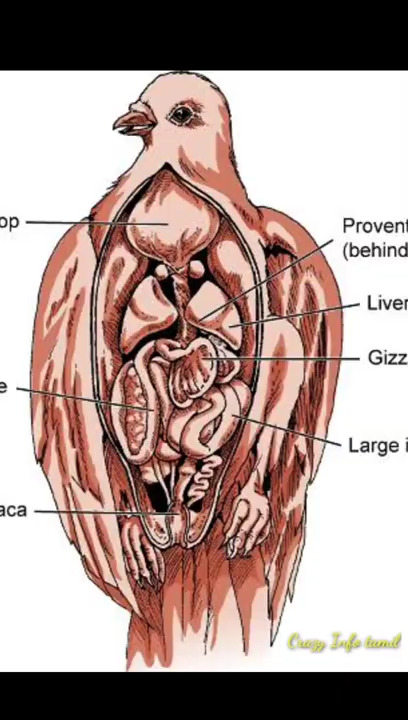 op
Provent
(behind
Liver
Gizz
e
Large i
aca
Crazy Info tamil